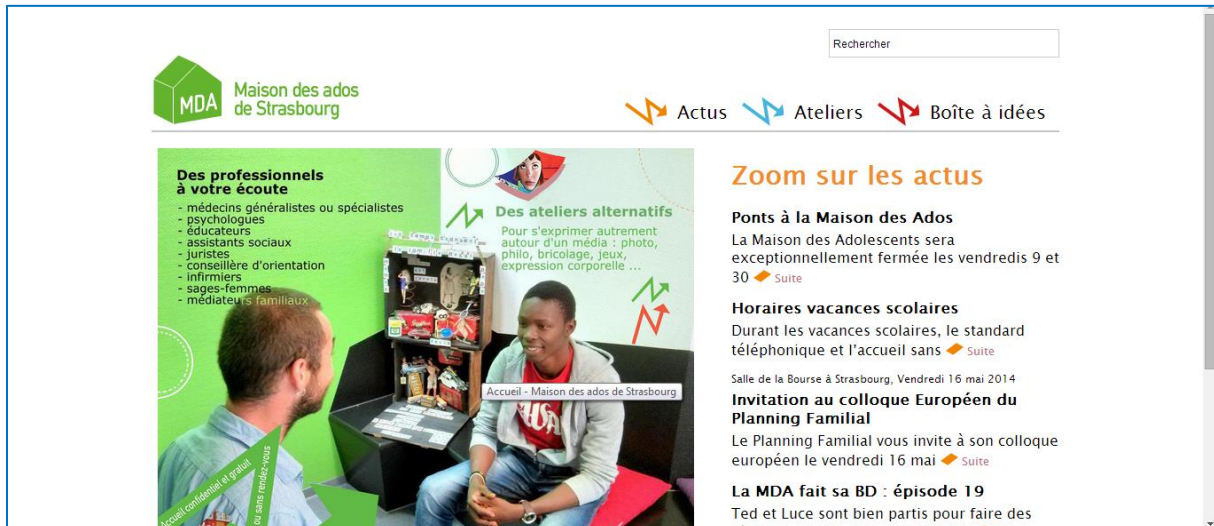 Rechercher
MDA
Maison des ados
de Strasbourg
Actus
Ateliers
Boîte à idées
Des professionnels
à votre écoute
- médecins généralistes ou spécialistes
- psychologues
- éducateurs
- assistants sociaux
- juristes
- conseillère d'orientation
- infirmiers
- sages-femmes
- médiateurs familiaux
Des ateliers alternatifs
Pour s'exprimer autrement
autour d'un média : photo,
philo, bricolage, jeux,
expression corporelle ...
Accueil - Maison des ados de Strasbourg
Accueil confidentiel et gratuit
ou sans rendez-vous
Zoom sur les actus
Ponts à la Maison des Ados
La Maison des Adolescents sera
exceptionnellement fermée les vendredis 9 et
30 Suite
Horaires vacances scolaires
Durant les vacances scolaires, le standard
téléphonique et l'accueil sans Suite
Salle de la Bourse à Strasbourg, Vendredi 16 mai 2014
Invitation au colloque Européen du
Planning Familial
Le Planning Familial vous invite à son colloque
européen le vendredi 16 mai Suite
La MDA fait sa BD : épisode 19
Ted et Luce sont bien partis pour faire des